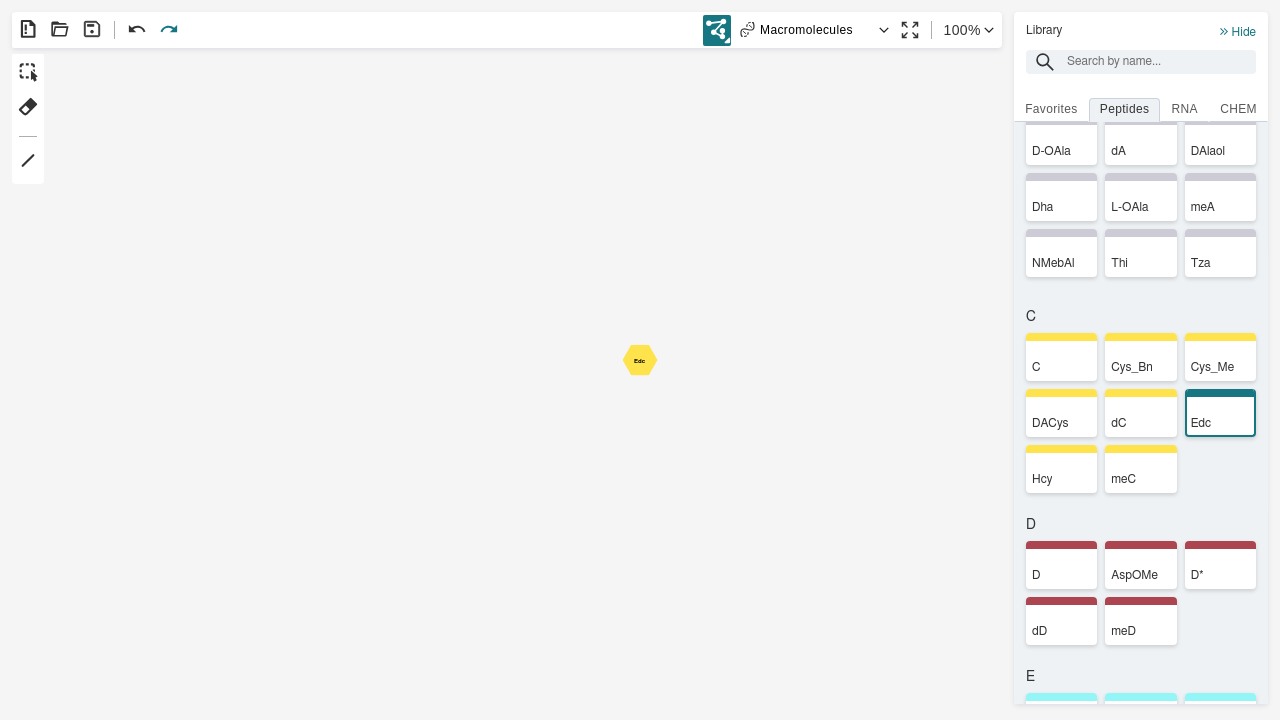 Macromolecules
100%
Library
Hide
Search by name...
Favorites
Peptides
RNA
CHEM
D-OAla
dA
DAlaol
Dha
L-OAla
meA
NMebAl
Thi
Tza
C
C
Cys_Bn
Cys_Me
DACys
dC
Edc
Hcy
meC
D
D
AspOMe
D*
dD
meD
E
Edc